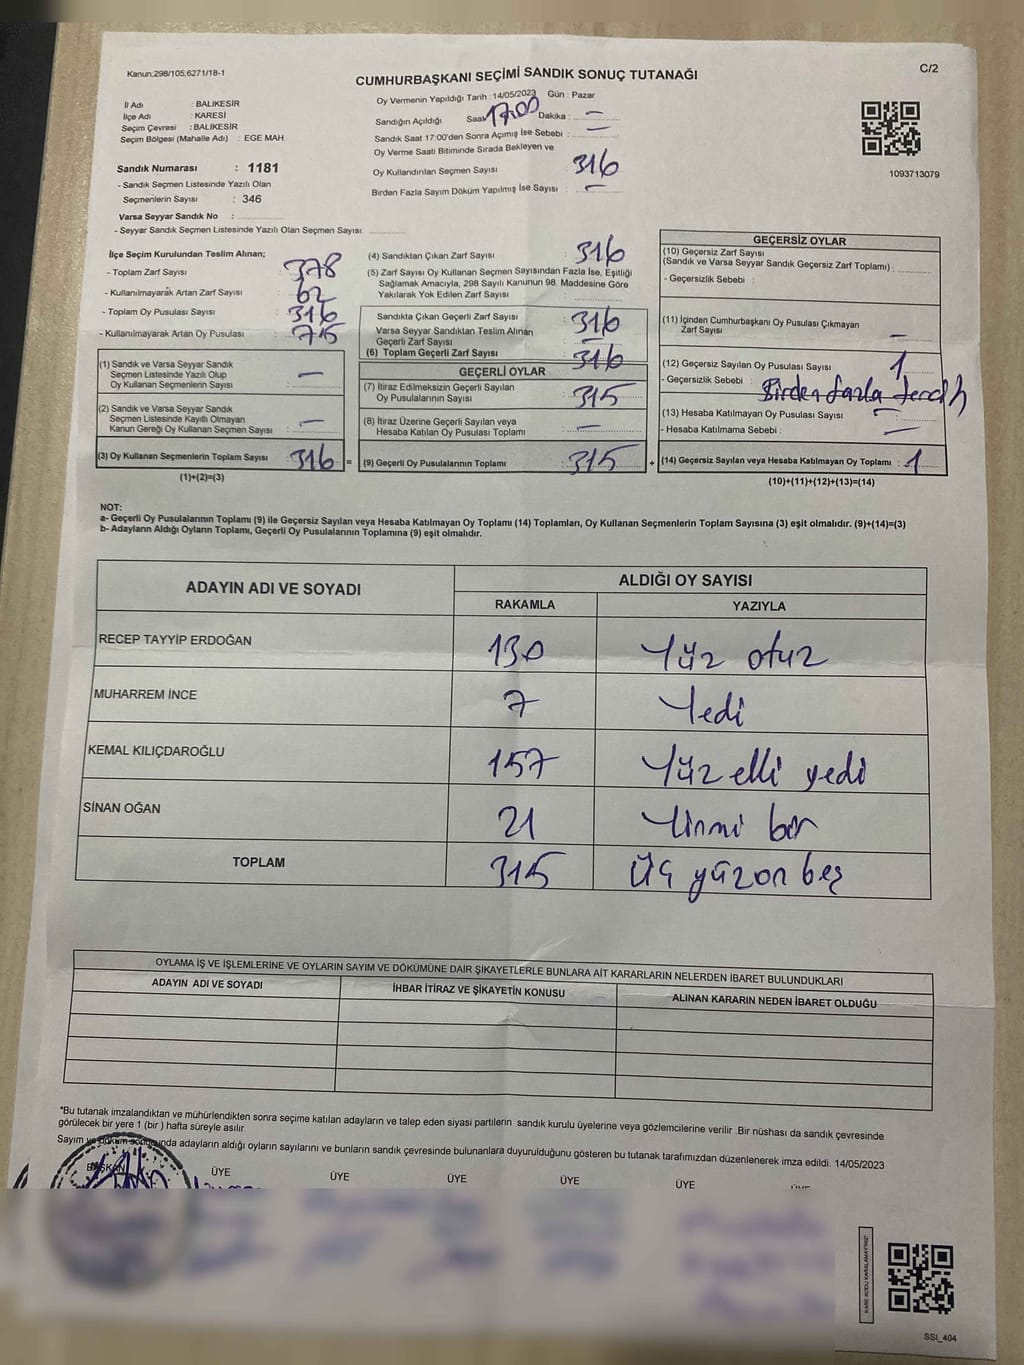 Kanun;298/105,6271/18-1
CUMHURBAŞKANI SEÇİMİ SANDIK SONUÇ TUTANAĞI
C/2
İl Adı : BALIKESİR
İlçe Adı : KARESİ
Seçim Çevresi : BALIKESİR
Seçim Bölgesi (Mahalle Adı) : EGE MAH.
Sandık Numarası : 1181
- Sandık Seçmen Listesinde Yazılı Olan
Seçmenlerin Sayısı : 346
Varsa Seyyar Sandık No :
- Seyyar Sandık Seçmen Listesinde Yazılı Olan Seçmen Sayısı:
Oy Vermenin Yapıldığı Tarih : 14/05/2023 Gün : Pazar
Sandığın Açıldığı Saat 17:00 Dakika : —
Sandık Saat 17:00'den Sonra Açımış İse Sebebi : —
Oy Verme Saati Bitiminde Sırada Bekleyen ve
Oy Kullandırılan Seçmen Sayısı 316
Birden Fazla Sayım Döküm Yapılmış İse Sayısı : —
1093713079
İlçe Seçim Kurulundan Teslim Alınan;
- Toplam Zarf Sayısı : 378
- Kullanılmayarak Artan Zarf Sayısı : 62
- Toplam Oy Pusulası Sayısı : 316
- Kullanılmayarak Artan Oy Pusulası : 715
(1) Sandık ve Varsa Seyyar Sandık
Seçmen Listesinde Yazılı Olup
Oy Kullanan Seçmenlerin Sayısı : —
(2) Sandık ve Varsa Seyyar Sandık
Seçmen Listesinde Kayıtlı Olmayan
Kanun Gereği Oy Kullanan Seçmen Sayısı : —
(3) Oy Kullanan Seçmenlerin Toplam Sayısı : 316 =
(1)+(2)=(3)
(4) Sandıktan Çıkan Zarf Sayısı : 316
(5) Zarf Sayısı Oy Kullanan Seçmen Sayısından Fazla İse, Eşitliği
Sağlamak Amacıyla, 298 Sayılı Kanunun 98. Maddesine Göre
Yakılarak Yok Edilen Zarf Sayısı :
Sandıkta Çıkan Geçerli Zarf Sayısı : 316
Varsa Seyyar Sandıktan Teslim Alınan
Geçerli Zarf Sayısı : —
(6) Toplam Geçerli Zarf Sayısı : 316
GEÇERLİ OYLAR
(7) İtiraz Edilmeksizin Geçerli Sayılan
Oy Pusulalarının Sayısı : 315
(8) İtiraz Üzerine Geçerli Sayılan veya
Hesaba Katılan Oy Pusulası Toplamı : —
(9) Geçerli Oy Pusulalarının Toplamı : 315 +
GEÇERSİZ OYLAR
(10) Geçersiz Zarf Sayısı
(Sandık ve Varsa Seyyar Sandık Geçersiz Zarf Toplamı) :
- Geçersizlik Sebebi :
(11) İçinden Cumhurbaşkanı Oy Pusulası Çıkmayan
Zarf Sayısı : —
(12) Geçersiz Sayılan Oy Pusulası Sayısı : 1
- Geçersizlik Sebebi : Birden fazla tercih
(13) Hesaba Katılmayan Oy Pusulası Sayısı : —
- Hesaba Katılmama Sebebi : —
(14) Geçersiz Sayılan veya Hesaba Katılmayan Oy Toplamı : 1
(10)+(11)+(12)+(13)=(14)
NOT:
a- Geçerli Oy Pusulalarının Toplamı (9) ile Geçersiz Sayılan veya Hesaba Katılmayan Oy Toplamı (14) Toplamları, Oy Kullanan Seçmenlerin Toplam Sayısına (3) eşit olmalıdır. (9)+(14)=(3)
b- Adayların Aldığı Oyların Toplamı, Geçerli Oy Pusulalarının Toplamına (9) eşit olmalıdır.
ADAYIN ADI VE SOYADI ALDIĞI OY SAYISI
RAKAMLA YAZIYLA
RECEP TAYYİP ERDOĞAN 130 Yüz otuz
MUHARREM İNCE 7 Yedi
KEMAL KILIÇDAROĞLU 157 Yüz elli yedi
SİNAN OĞAN 21 Yirmi bir
TOPLAM 315 Üç yüz on beş
OYLAMA İŞ VE İŞLEMLERİNE VE OYLARIN SAYIM VE DÖKÜMÜNE DAİR ŞİKAYETLERLE BUNLARA AİT KARARLARIN NELERDEN İBARET BULUNDUKLARI
ADAYIN ADI VE SOYADI İHBAR İTİRAZ VE ŞİKAYETİN KONUSU ALINAN KARARIN NEDEN İBARET OLDUĞU
*Bu tutanak imzalandıktan ve mühürlendikten sonra seçime katılan adayların ve talep eden siyasi partilerin sandık kurulu üyelerine veya gözlemcilerine verilir .Bir nüshası da sandık çevresinde
görülecek bir yere 1 (bir ) hafta süreyle asılır.
Sayım ve döküm sonucunda adayların aldığı oyların sayılarını ve bunların sandık çevresinde bulunanlara duyurulduğunu gösteren bu tutanak tarafımızdan düzenlenerek imza edildi. 14/05/2023
BAŞKAN ÜYE ÜYE ÜYE ÜYE ÜYE
KARE KODU KARALAMAYINIZ!
SSI_404